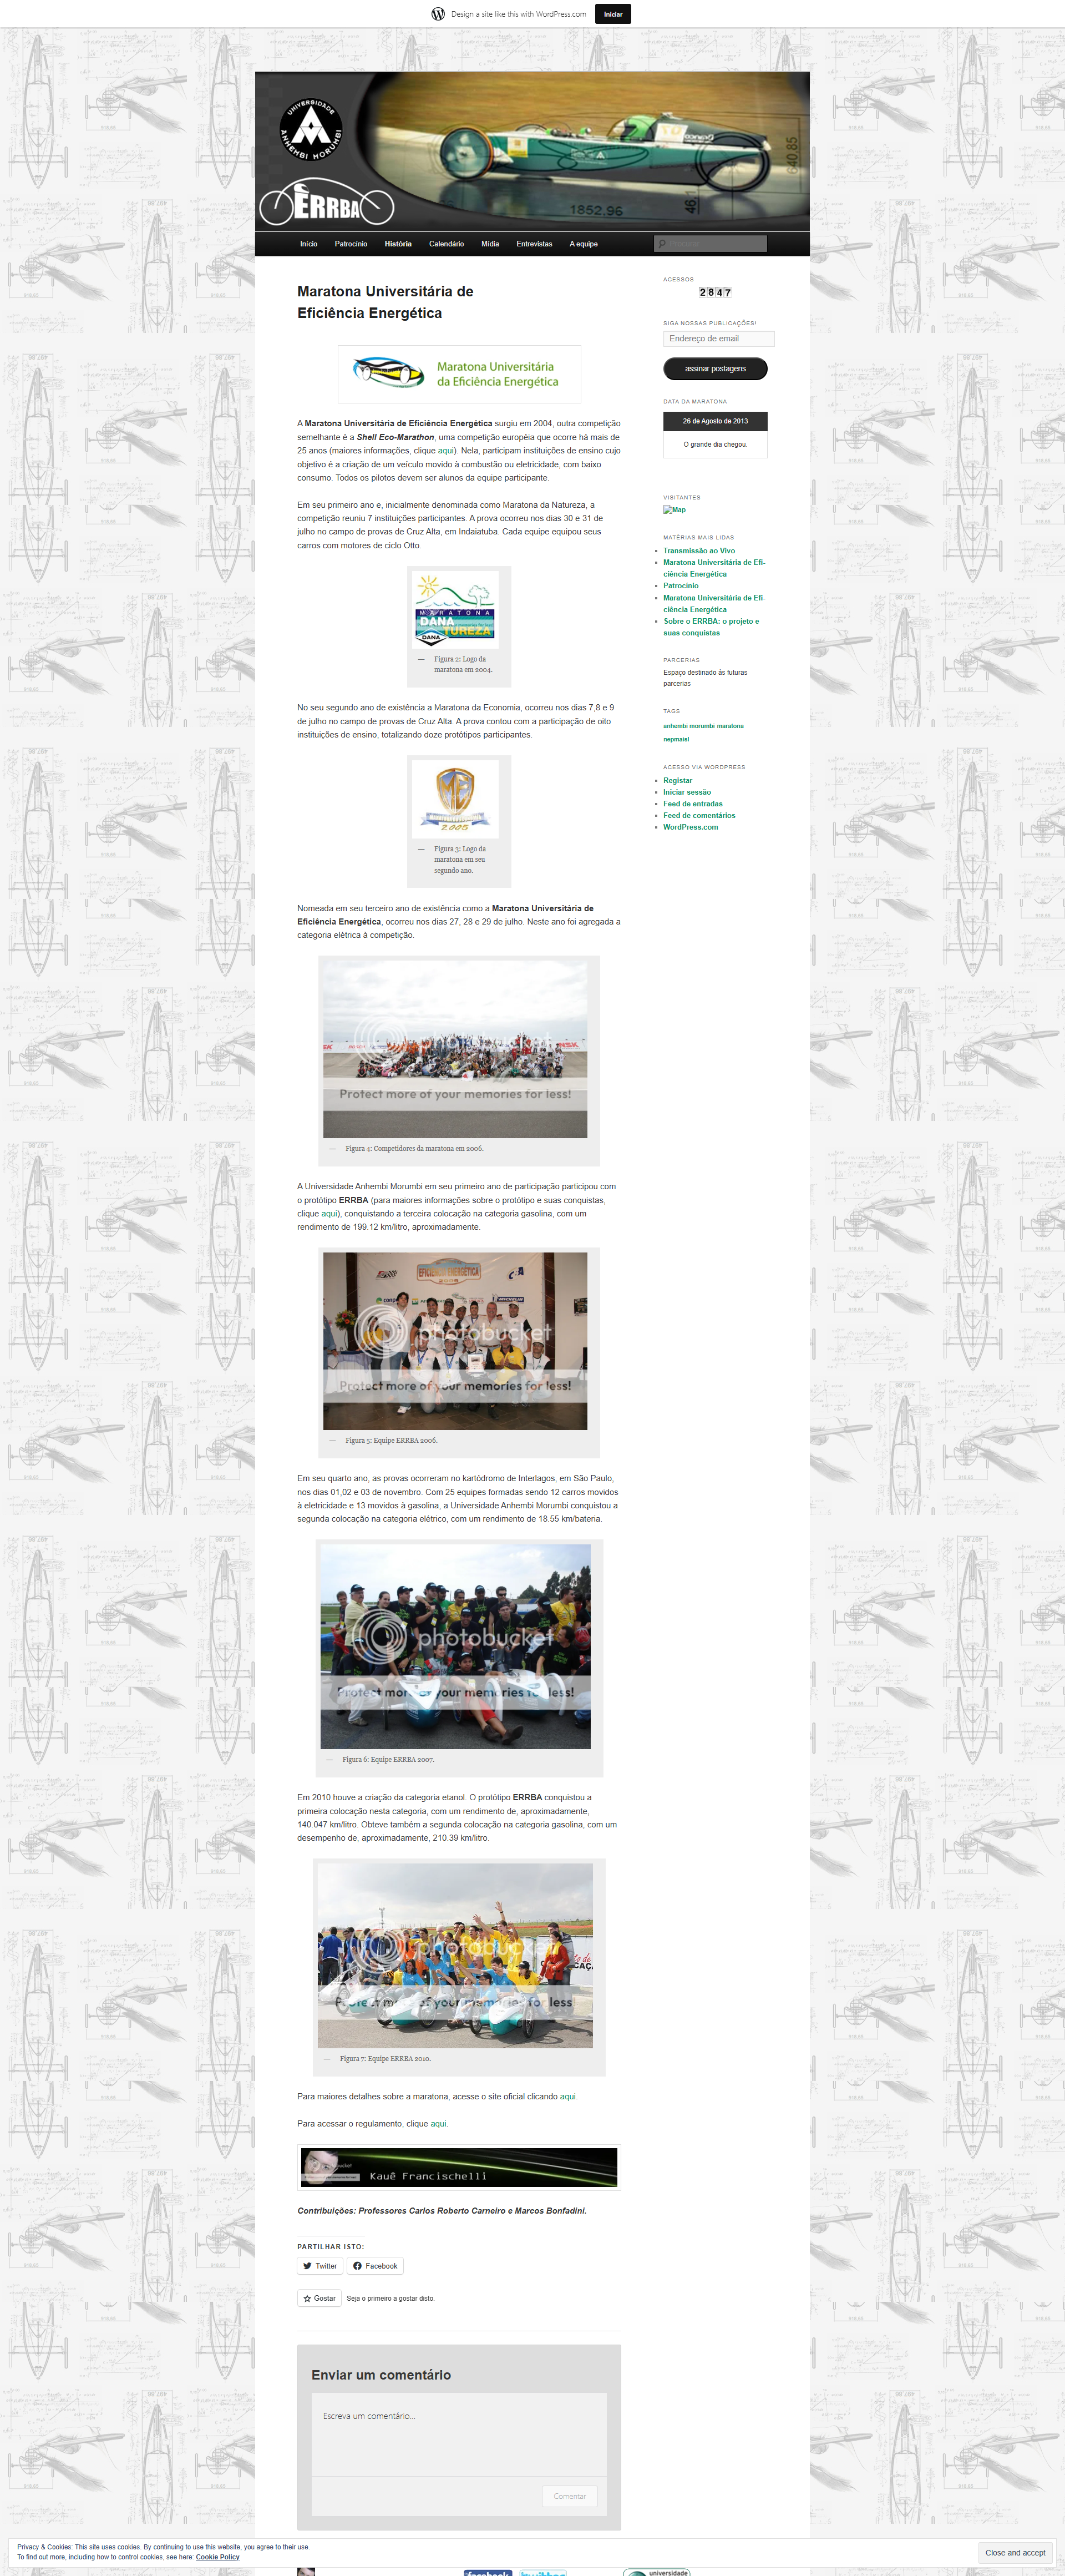 Design a site like this with WordPress.com
Iniciar
UNIVERSIDADE
ANHEMBI MORUMBI
ERRBA
1852.96
46.1
640.85
Início
Patrocínio
História
Calendário
Mídia
Entrevistas
A equipe
Maratona Universitária de
Eficiência Energética
Maratona Universitária
da Eficiência Energética
A Maratona Universitária de Eficiência Energética surgiu em 2004, outra competição
semelhante é a Shell Eco-Marathon, uma competição européia que ocorre há mais de
25 anos (maiores informações, clique aqui). Nela, participam instituições de ensino cujo
objetivo é a criação de um veículo movido à combustão ou eletricidade, com baixo
consumo. Todos os pilotos devem ser alunos da equipe participante.
Em seu primeiro ano e, inicialmente denominada como Maratona da Natureza, a
competição reuniu 7 instituições participantes. A prova ocorreu nos dias 30 e 31 de
julho no campo de provas de Cruz Alta, em Indaiatuba. Cada equipe equipou seus
carros com motores de ciclo Otto.
MARATONA
DANA
TUREZA
DANA
— Figura 2: Logo da
maratona em 2004.
No seu segundo ano de existência a Maratona da Economia, ocorreu nos dias 7,8 e 9
de julho no campo de provas de Cruz Alta. A prova contou com a participação de oito
instituições de ensino, totalizando doze protótipos participantes.
2005
— Figura 3: Logo da
maratona em seu
segundo ano.
Nomeada em seu terceiro ano de existência como a Maratona Universitária de
Eficiência Energética, ocorreu nos dias 27, 28 e 29 de julho. Neste ano foi agregada a
categoria elétrica à competição.
Protect more of your memories for less!
— Figura 4: Competidores da maratona em 2006.
A Universidade Anhembi Morumbi em seu primeiro ano de participação participou com
o protótipo ERRBA (para maiores informações sobre o protótipo e suas conquistas,
clique aqui), conquistando a terceira colocação na categoria gasolina, com um
rendimento de 199.12 km/litro, aproximadamente.
EFICIÊNCIA ENERGÉTICA
photobucket
Protect more of your memories for less!
— Figura 5: Equipe ERRBA 2006.
Em seu quarto ano, as provas ocorreram no kartódromo de Interlagos, em São Paulo,
nos dias 01,02 e 03 de novembro. Com 25 equipes formadas sendo 12 carros movidos
à eletricidade e 13 movidos à gasolina, a Universidade Anhembi Morumbi conquistou a
segunda colocação na categoria elétrico, com um rendimento de 18.55 km/bateria.
photobucket
Protect more of your memories for less!
— Figura 6: Equipe ERRBA 2007.
Em 2010 houve a criação da categoria etanol. O protótipo ERRBA conquistou a
primeira colocação nesta categoria, com um rendimento de, aproximadamente,
140.047 km/litro. Obteve também a segunda colocação na categoria gasolina, com um
desempenho de, aproximadamente, 210.39 km/litro.
photobucket
Protect more of your memories for less
— Figura 7: Equipe ERRBA 2010.
Para maiores detalhes sobre a maratona, acesse o site oficial clicando aqui.
Para acessar o regulamento, clique aqui.
Kauê Francischelli
Contribuições: Professores Carlos Roberto Carneiro e Marcos Bonfadini.
PARTILHAR ISTO:
Twitter
Facebook
Gostar
Seja o primeiro a gostar disto.
Enviar um comentário
Escreva um comentário...
Comentar
ACESSOS
2847
SIGA NOSSAS PUBLICAÇÕES!
Endereço de email
assinar postagens
DATA DA MARATONA
26 de Agosto de 2013
O grande dia chegou.
VISITANTES
Map
MATÉRIAS MAIS LIDAS
Transmissão ao Vivo
Maratona Universitária de Efi-
ciência Energética
Patrocínio
Maratona Universitária de Efi-
ciência Energética
Sobre o ERRBA: o projeto e
suas conquistas
PARCERIAS
Espaço destinado ás futuras
parcerias
TAGS
anhembi morumbi maratona
nepmaisl
ACESSO VIA WORDPRESS
Registar
Iniciar sessão
Feed de entradas
Feed de comentários
WordPress.com
Privacy & Cookies: This site uses cookies. By continuing to use this website, you agree to their use.
To find out more, including how to control cookies, see here: Cookie Policy
Close and accept
facebook
universidade